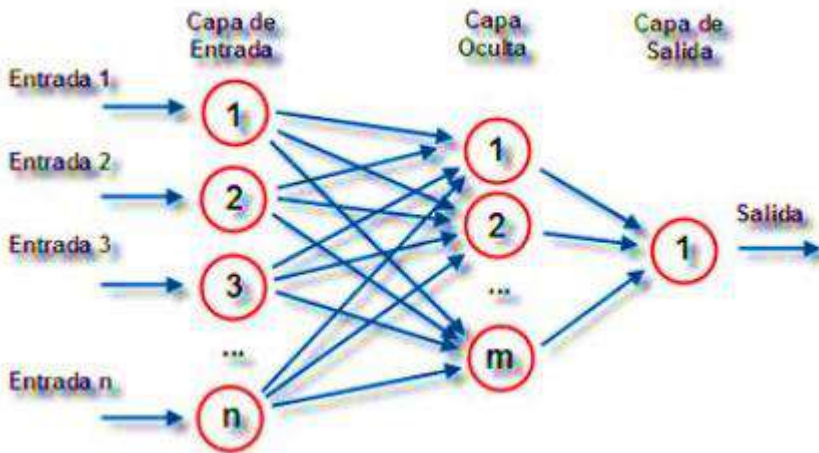 Capa de
Entrada
Capa
Oculta
Capa de
Salida
Entrada 1
1
Entrada 2
2
Entrada 3
3
...
Entrada n
n
1
2
...
m
1
Salida